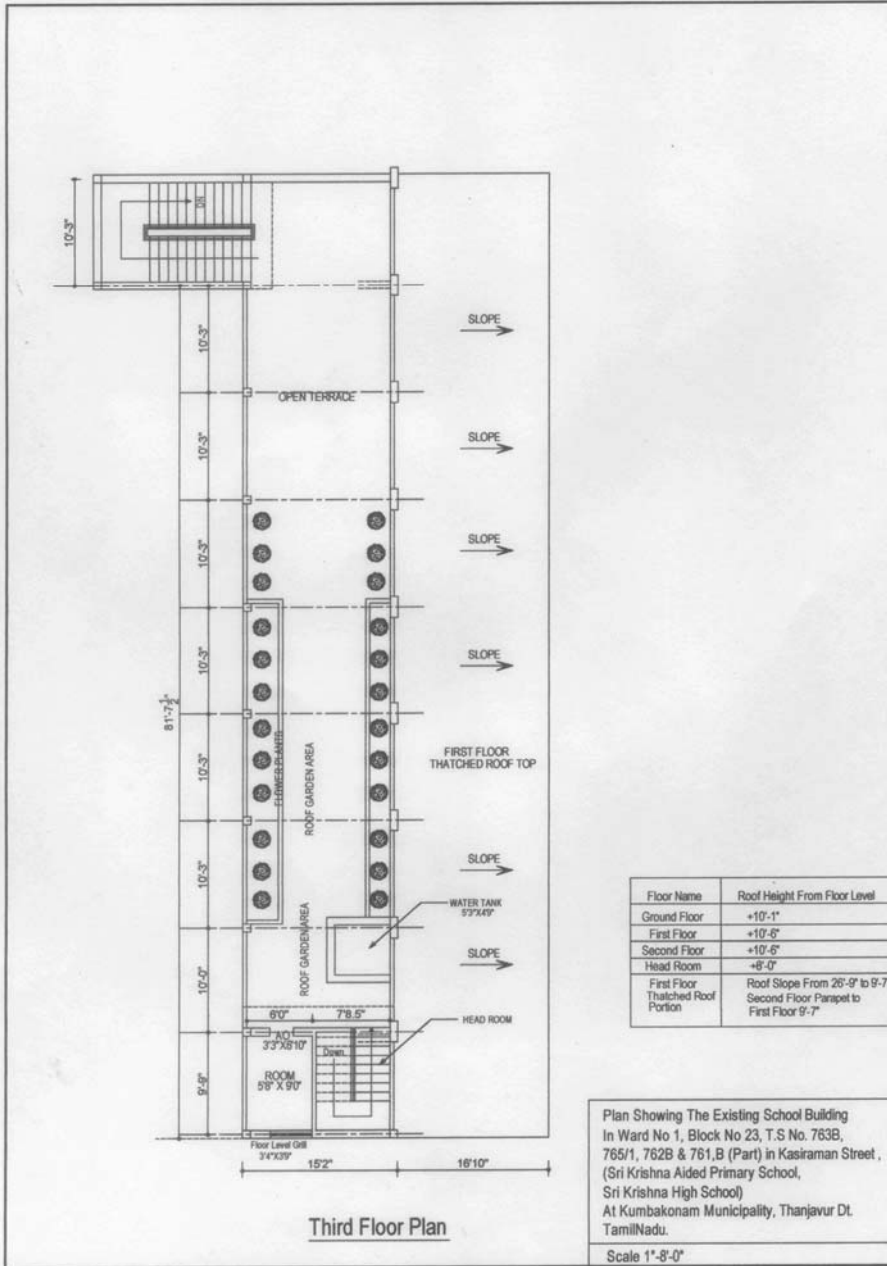 10'-3"
DN
10'-3"
SLOPE
OPEN TERRACE
10'-3"
SLOPE
10'-3"
SLOPE
10'-3"
SLOPE
81'-7½"
10'-3"
FLOWER PLANTS
ROOF GARDEN AREA
FIRST FLOOR
THATCHED ROOF TOP
10'-3"
SLOPE
WATER TANK
5'3"X4'9"
ROOF GARDEN AREA
10'-0"
SLOPE
6'0"
7'8.5"
HEAD ROOM
AO
3'3"X6'10"
Down
ROOM
5'8" X 9'0"
9'-9"
Floor Level Grill
3'4"X3'9"
15'2"
16'10"
Third Floor Plan
Floor Name Roof Height From Floor Level
Ground Floor +10'-1"
First Floor +10'-6"
Second Floor +10'-6"
Head Room +8'-0"
First Floor Roof Slope From 26'-9" to 9'-7
Thatched Roof Second Floor Parapet to
Portion First Floor 9'-7"
Plan Showing The Existing School Building
In Ward No 1, Block No 23, T.S No. 763B,
765/1, 762B & 761,B (Part) in Kasiraman Street ,
(Sri Krishna Aided Primary School,
Sri Krishna High School)
At Kumbakonam Municipality, Thanjavur Dt.
TamilNadu.
Scale 1"-8'-0"